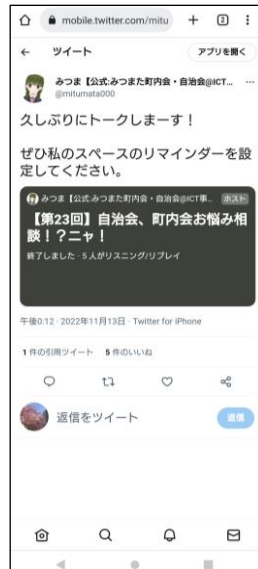 mobile.twitter.com/mitu
2
ツイート
アプリを開く
みつま【公式:みつまた町内会・自治会@ICT...
@mitumata000
久しぶりにトークしまーす！
ぜひ私のスペースのリマインダーを設
定してください。
みつま【公式:みつまた町内会・自治会@ICT事... ホスト
【第23回】自治会、町内会お悩み相
談！？ニャ！
終了しました · 5人がリスニング/リプレイ
午後0:12 · 2022年11月13日 · Twitter for iPhone
1 件の引用ツイート 5 件のいいね
返信をツイート
返信